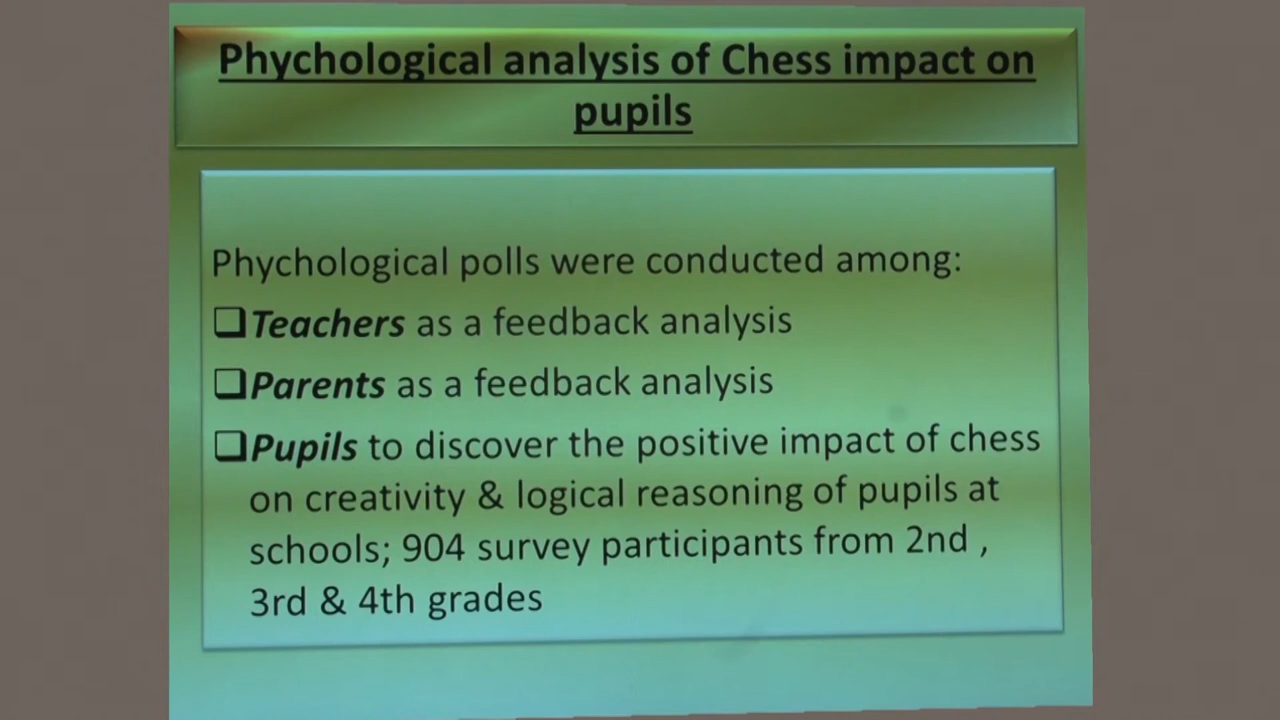 Phychological analysis of Chess impact on
pupils
Phychological polls were conducted among:
❑Teachers as a feedback analysis
❑Parents as a feedback analysis
❑Pupils to discover the positive impact of chess
on creativity & logical reasoning of pupils at
schools; 904 survey participants from 2nd ,
3rd & 4th grades